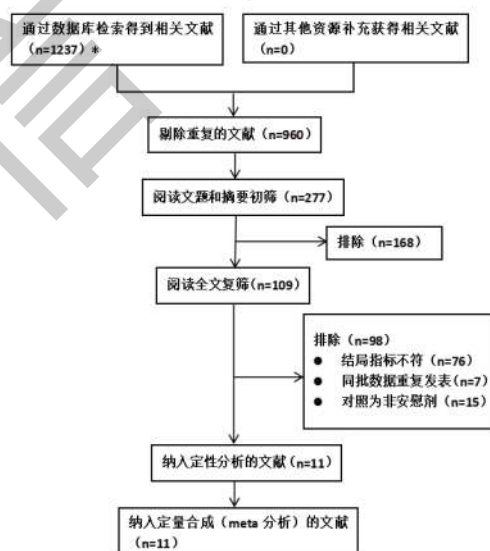 通过数据库检索得到相关文献
（n=1237）*
通过其他资源补充获得相关文献
（n=0）
剔除重复的文献（n=960）
阅读文题和摘要初筛（n=277）
排除（n=168）
阅读全文复筛(n=109）
排除（n=98）
● 结局指标不符（n=76）
● 同批数据重复发表(n=7）
● 对照为非安慰剂（n=15）
纳入定性分析的文献(n=11）
纳入定量合成（meta 分析）的文献
（n=11）